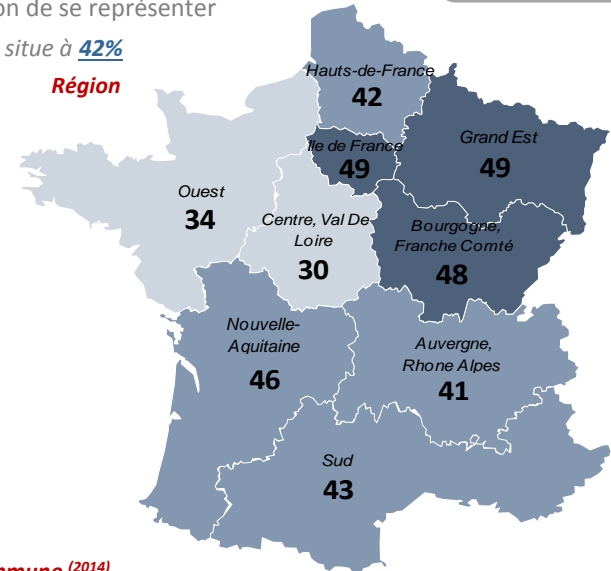 on de se représenter
situe à 42%
Région
Hauts-de-France
42
Ile de France
49
Grand Est
49
Ouest
34
Centre, Val De
Loire
30
Bourgogne,
Franche Comté
48
Nouvelle-
Aquitaine
46
Auvergne,
Rhone Alpes
41
Sud
43
mmune (2014)